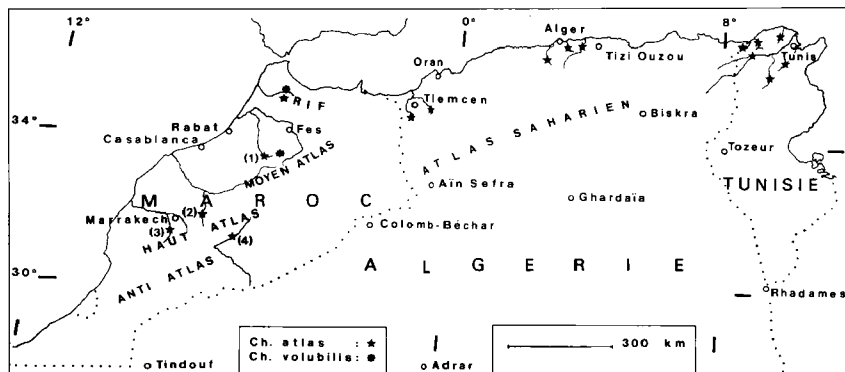 12° 0° 8°
Alger
Tizi Ouzou
Tunis
Oran
RIF
Tlemcen
34°
Rabat
Fes
Biskra
Casablanca
(1)
MOYEN ATLAS
ATLAS SAHARIEN
Tozeur
MAROC
Aïn Sefra
TUNISIE
Ghardaïa
Marrakech
(2)
(3)
HAUT ATLAS
(4)
Colomb-Béchar
30°
ANTI ATLAS
ALGERIE
Rhadames
Ch. atlas :
Ch. volubilis :
300 km
Tindouf
Adrar